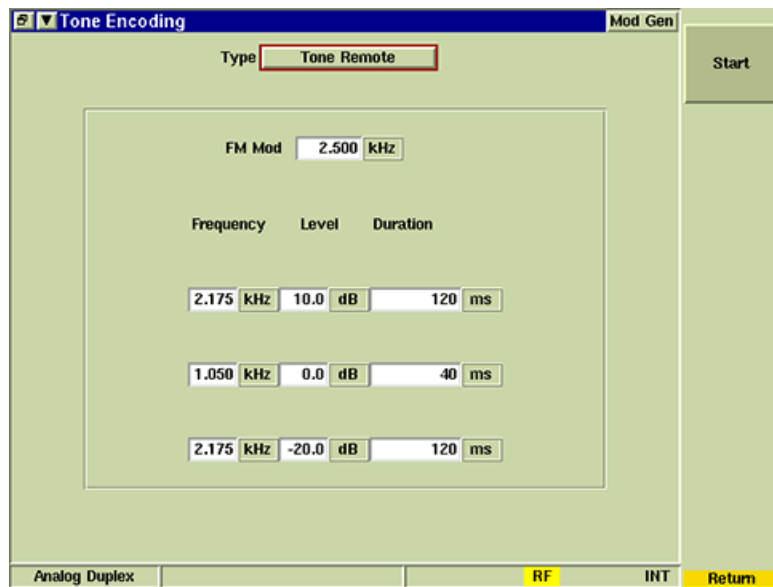 Tone Encoding Mod Gen
Type Tone Remote
Start
FM Mod 2.500 kHz
Frequency Level Duration
2.175 kHz 10.0 dB 120 ms
1.050 kHz 0.0 dB 40 ms
2.175 kHz -20.0 dB 120 ms
Analog Duplex RF INT Return